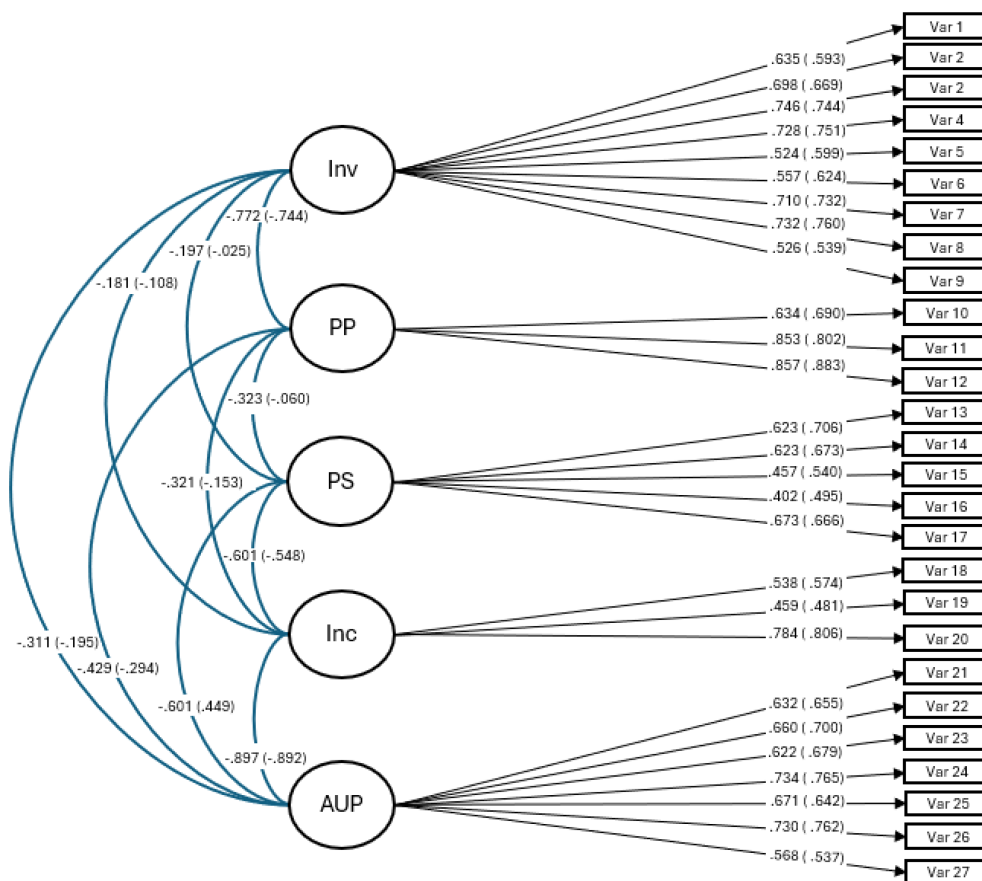 Var 1
.635 ( .593)
Var 2
.698 ( .669)
Var 2
.746 ( .744)
Var 4
.728 ( .751)
Var 5
.524 ( .599)
Var 6
.557 ( .624)
Var 7
.710 ( .732)
Var 8
.732 ( .760)
Var 9
.526 ( .539)
Inv
-.772 (-.744)
-.197 (-.025)
-.181 (-.108)
PP
.634 ( .690)
Var 10
.853 ( .802)
Var 11
.857 ( .883)
Var 12
-.323 (-.060)
Var 13
.623 ( .706)
Var 14
.623 ( .673)
Var 15
.457 ( .540)
Var 16
.402 ( .495)
Var 17
.673 ( .666)
PS
-.321 (-.153)
-.601 (-.548)
Var 18
.538 ( .574)
Var 19
.459 ( .481)
Var 20
.784 ( .806)
Inc
-.311 (-.195)
-.429 (-.294)
-.601 (.449)
-.897 (-.892)
Var 21
.632 ( .655)
Var 22
.660 ( .700)
Var 23
.622 ( .679)
Var 24
.734 ( .765)
Var 25
.671 ( .642)
Var 26
.730 ( .762)
Var 27
.568 ( .537)
AUP